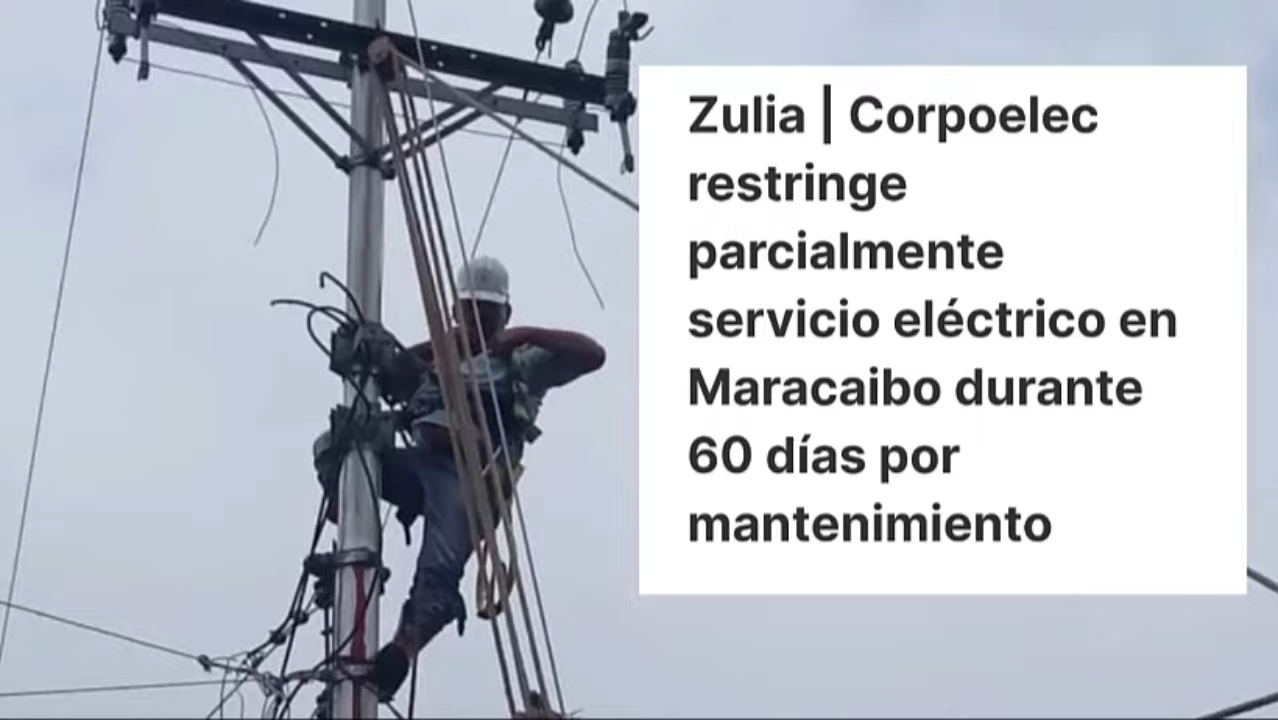 Zulia | Corpoelec
restringe
parcialmente
servicio eléctrico en
Maracaibo durante
60 días por
mantenimiento